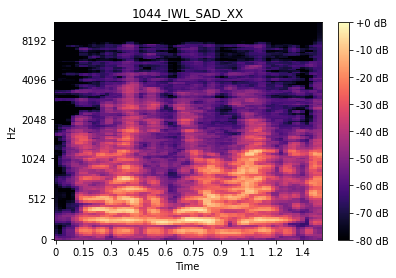 1044_IWL_SAD_XX
+0 dB
8192
-10 dB
4096
-20 dB
-30 dB
2048
-40 dB
Hz
1024
-50 dB
512
-60 dB
-70 dB
0
-80 dB
0 0.15 0.3 0.45 0.6 0.75 0.9 1.1 1.2 1.4
Time